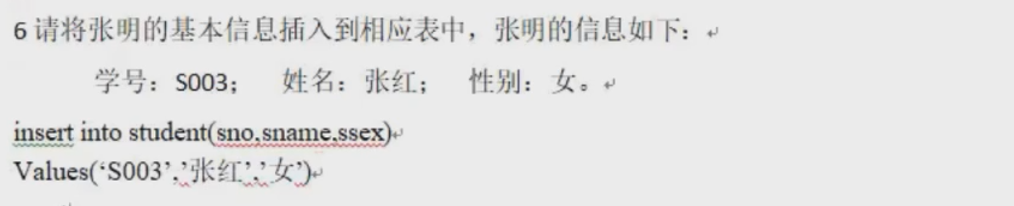 6 请将张明的基本信息插入到相应表中，张明的信息如下：
学号：S003； 姓名：张红； 性别：女。
insert into student(sno,sname,ssex)
Values(‘S003’,’张红’,’女’)